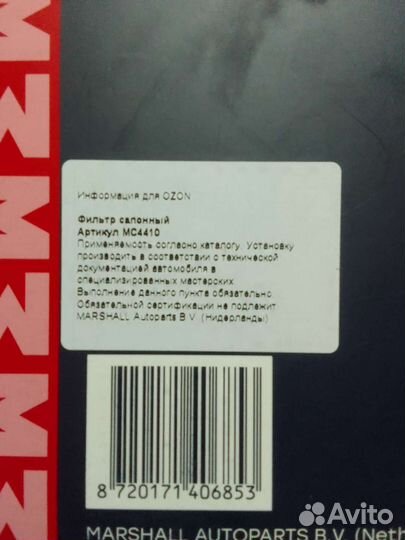 Информация для OZON
Фильтр салонный
Артикул MC4410
Применяемость согласно каталогу. Установку
производить в соответствии с технической
документацией автомобиля в
специализированных мастерских.
Выполнение данного пункта обязательно.
Обязательной сертификации не подлежит
MARSHALL Autoparts B.V. (Нидерланды)
8 720171 406853
MARSHALL AUTOPARTS B.V. (Neth
Avito